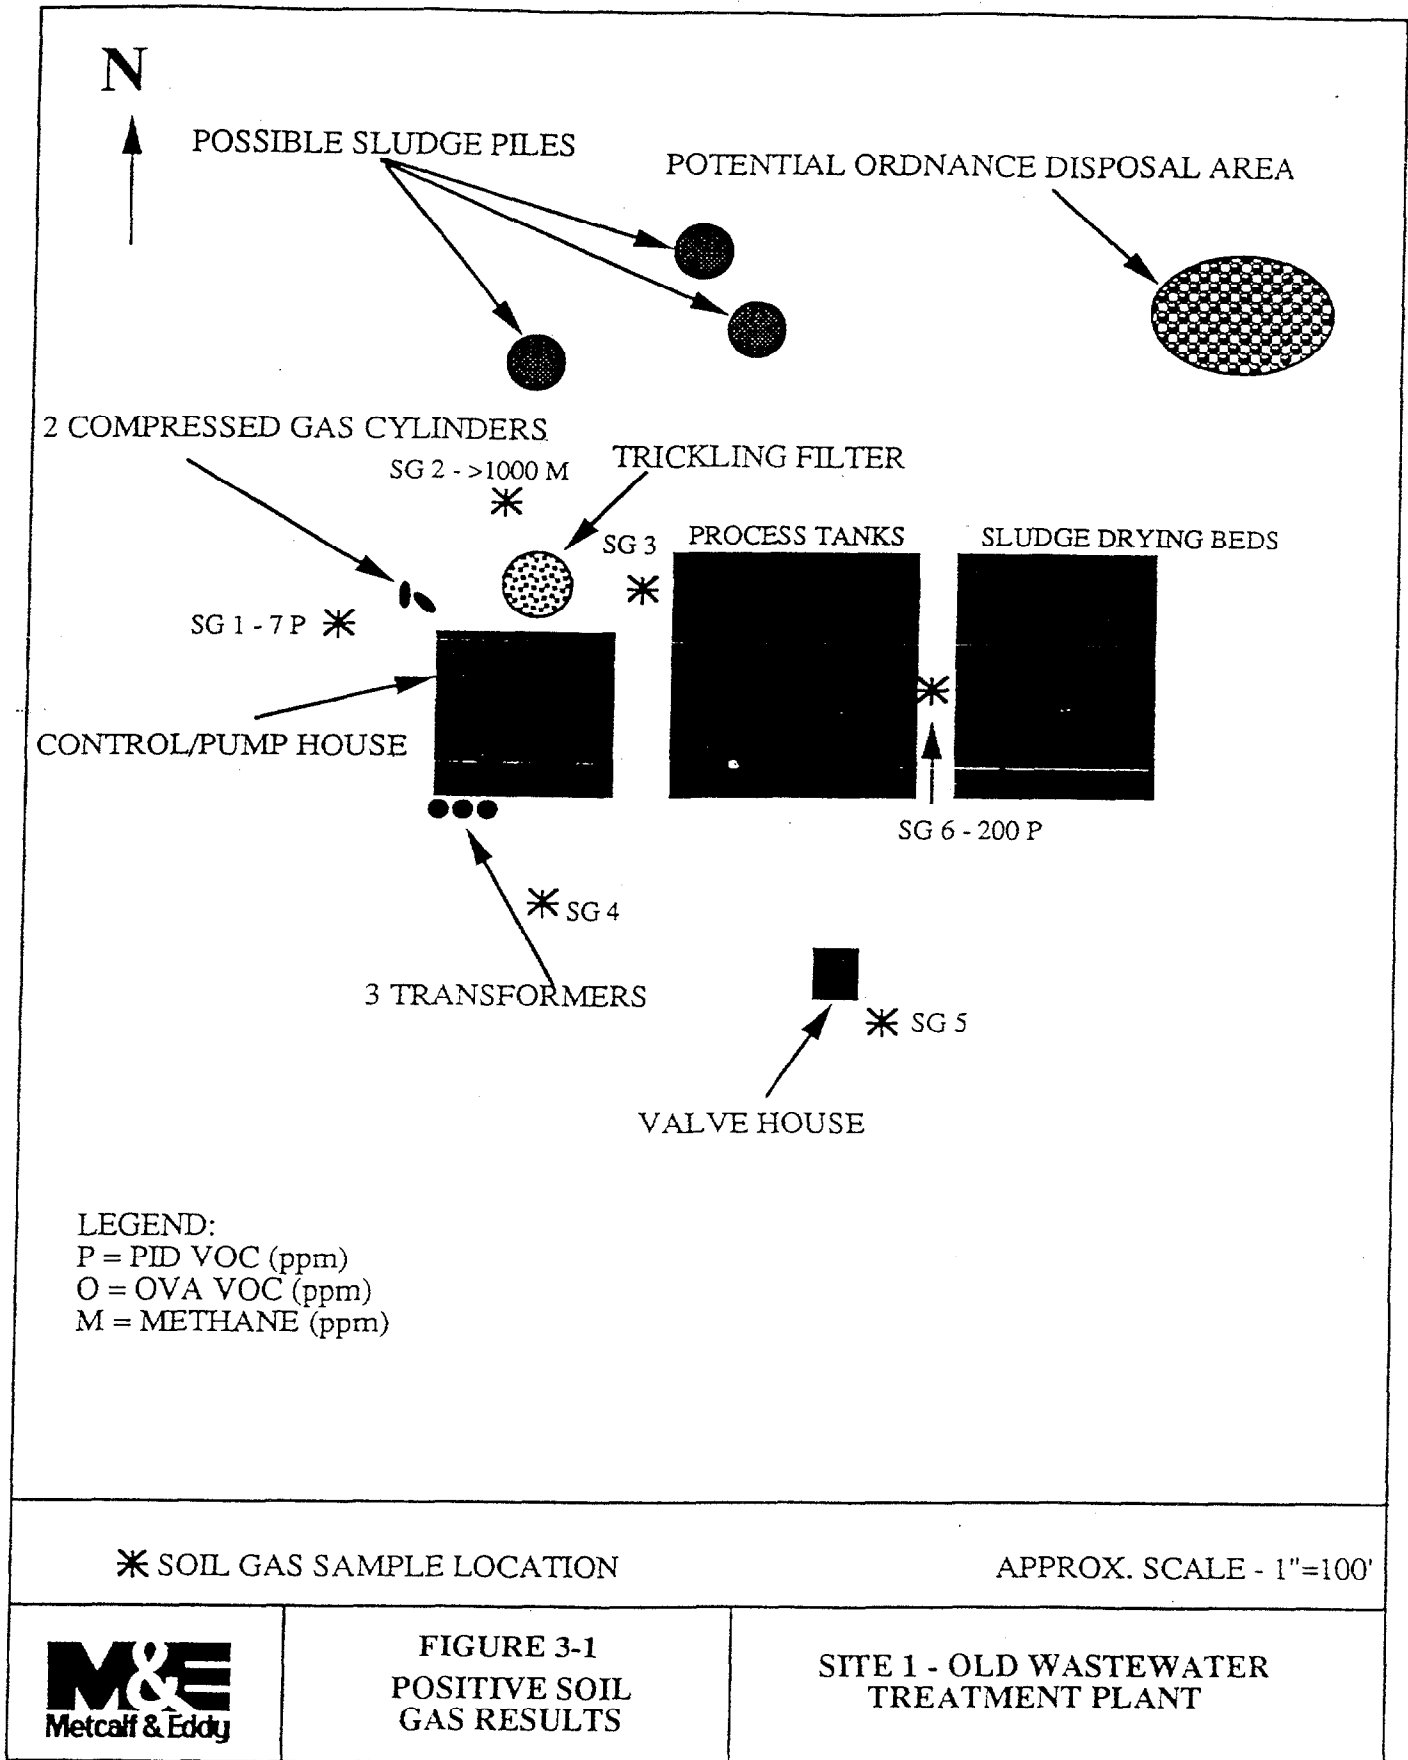 N
POSSIBLE SLUDGE PILES
POTENTIAL ORDNANCE DISPOSAL AREA
2 COMPRESSED GAS CYLINDERS
SG 2 - >1000 M
TRICKLING FILTER
SG 3
PROCESS TANKS
SLUDGE DRYING BEDS
SG 1 - 7 P
CONTROL/PUMP HOUSE
SG 6 - 200 P
SG 4
3 TRANSFORMERS
SG 5
VALVE HOUSE
LEGEND:
P = PID VOC (ppm)
O = OVA VOC (ppm)
M = METHANE (ppm)
SOIL GAS SAMPLE LOCATION
APPROX. SCALE - 1"=100'
M&E
Metcalf & Eddy
FIGURE 3-1
POSITIVE SOIL
GAS RESULTS
SITE 1 - OLD WASTEWATER
TREATMENT PLANT